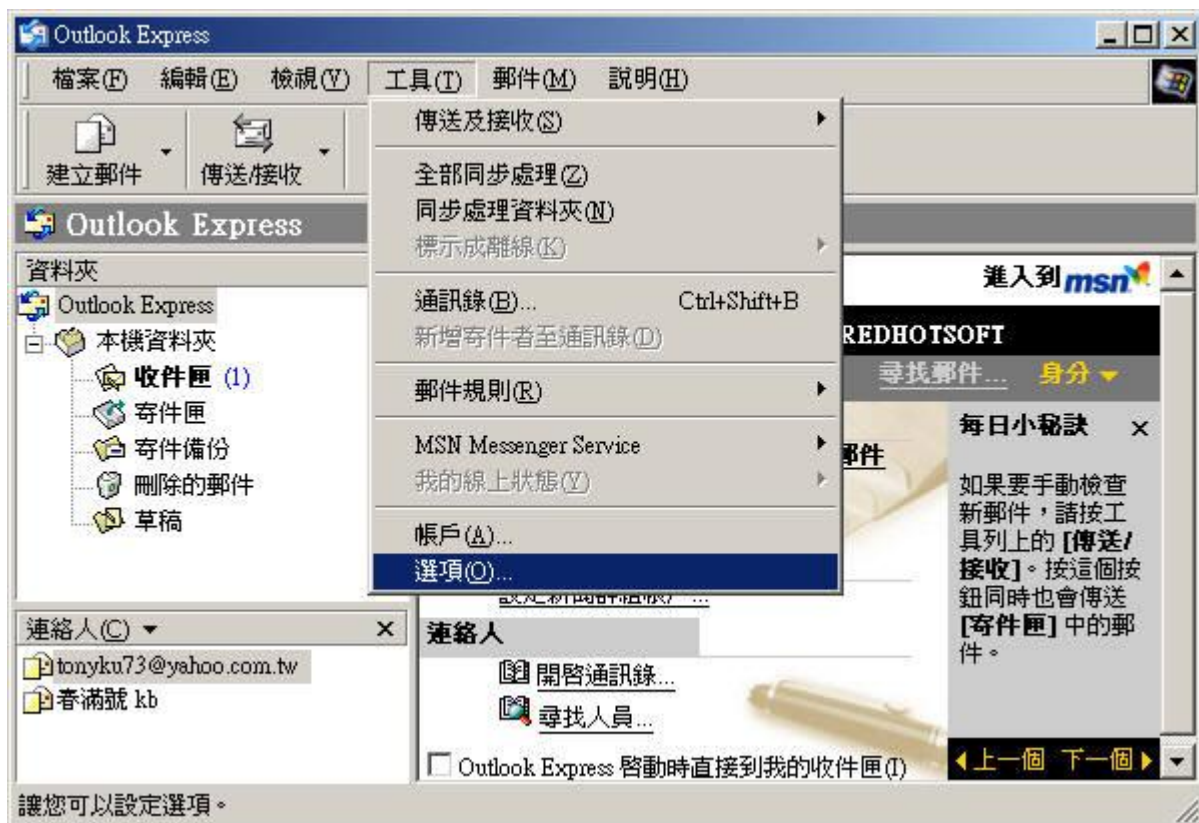 Outlook Express
檔案(F) 編輯(E) 檢視(V) 工具(T) 郵件(M) 說明(H)
建立郵件 傳送/接收
傳送及接收(S)
全部同步處理(Z)
同步處理資料夾(N)
標示成離線(K)
通訊錄(B)... Ctrl+Shift+B
新增寄件者至通訊錄(D)
郵件規則(R)
MSN Messenger Service
我的線上狀態(Y)
帳戶(A)...
選項(O)...
Outlook Express
資料夾
Outlook Express
本機資料夾
收件匣 (1)
寄件匣
寄件備份
刪除的郵件
草稿
連絡人(C)
tonyku73@yahoo.com.tw
春滿號 kb
進入到 msn
REDHOTSOFT
尋找郵件... 身分
郵件
連絡人
開啓通訊錄...
尋找人員...
Outlook Express 啓動時直接到我的收件匣(I)
每日小秘訣
如果要手動檢查
新郵件，請按工
具列上的 [傳送/
接收]。按這個按
鈕同時也會傳送
[寄件匣] 中的郵
件。
上一個 下一個
讓您可以設定選項。